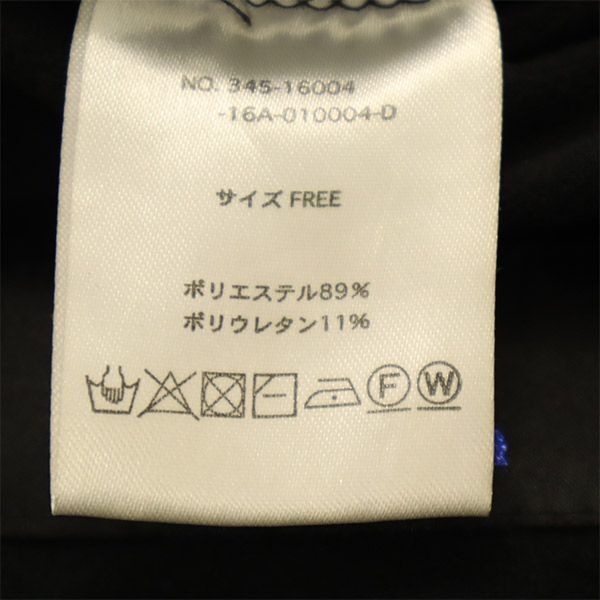 NO. 345-16004
-16A-010004-D
サイズ FREE
ポリエステル89%
ポリウレタン11%
F W